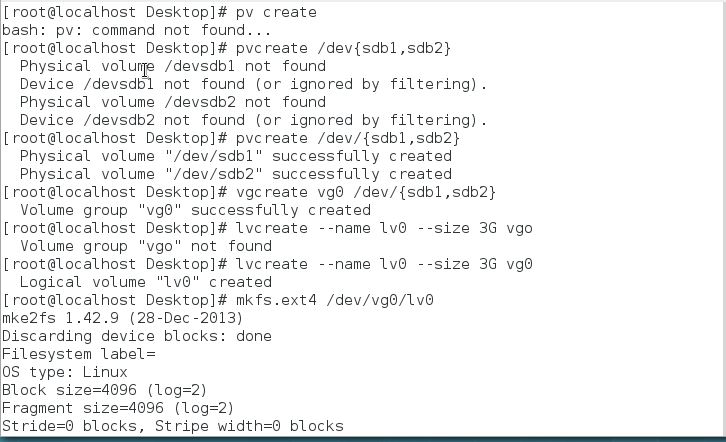 [root@localhost Desktop]# pv create
bash: pv: command not found...
[root@localhost Desktop]# pvcreate /dev{sdb1,sdb2}
  Physical volume /devsdb1 not found
  Device /devsdb1 not found (or ignored by filtering).
  Physical volume /devsdb2 not found
  Device /devsdb2 not found (or ignored by filtering).
[root@localhost Desktop]# pvcreate /dev/{sdb1,sdb2}
  Physical volume "/dev/sdb1" successfully created
  Physical volume "/dev/sdb2" successfully created
[root@localhost Desktop]# vgcreate vg0 /dev/{sdb1,sdb2}
  Volume group "vg0" successfully created
[root@localhost Desktop]# lvcreate --name lv0 --size 3G vgo
  Volume group "vgo" not found
[root@localhost Desktop]# lvcreate --name lv0 --size 3G vg0
  Logical volume "lv0" created
[root@localhost Desktop]# mkfs.ext4 /dev/vg0/lv0
mke2fs 1.42.9 (28-Dec-2013)
Discarding device blocks: done
Filesystem label=
OS type: Linux
Block size=4096 (log=2)
Fragment size=4096 (log=2)
Stride=0 blocks, Stripe width=0 blocks